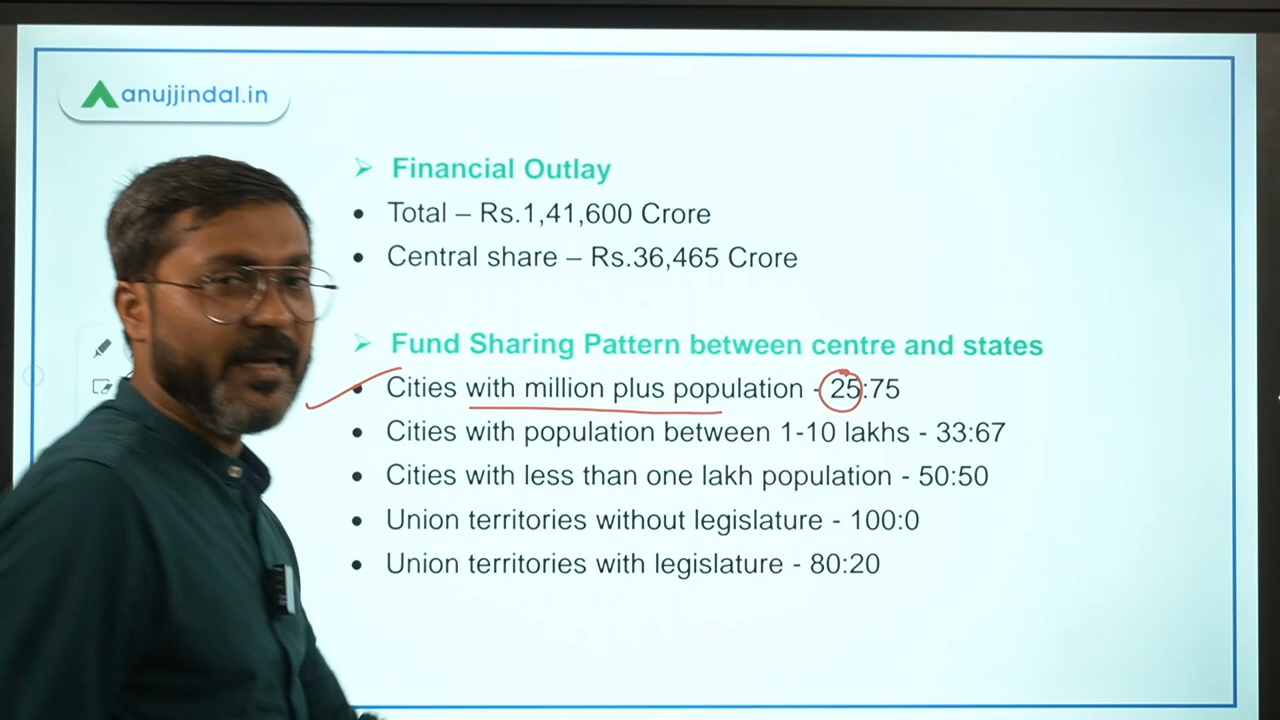 anujjindal.in
Financial Outlay
Total – Rs.1,41,600 Crore
Central share – Rs.36,465 Crore
Fund Sharing Pattern between centre and states
Cities with million plus population - 25:75
Cities with population between 1-10 lakhs - 33:67
Cities with less than one lakh population - 50:50
Union territories without legislature - 100:0
Union territories with legislature - 80:20